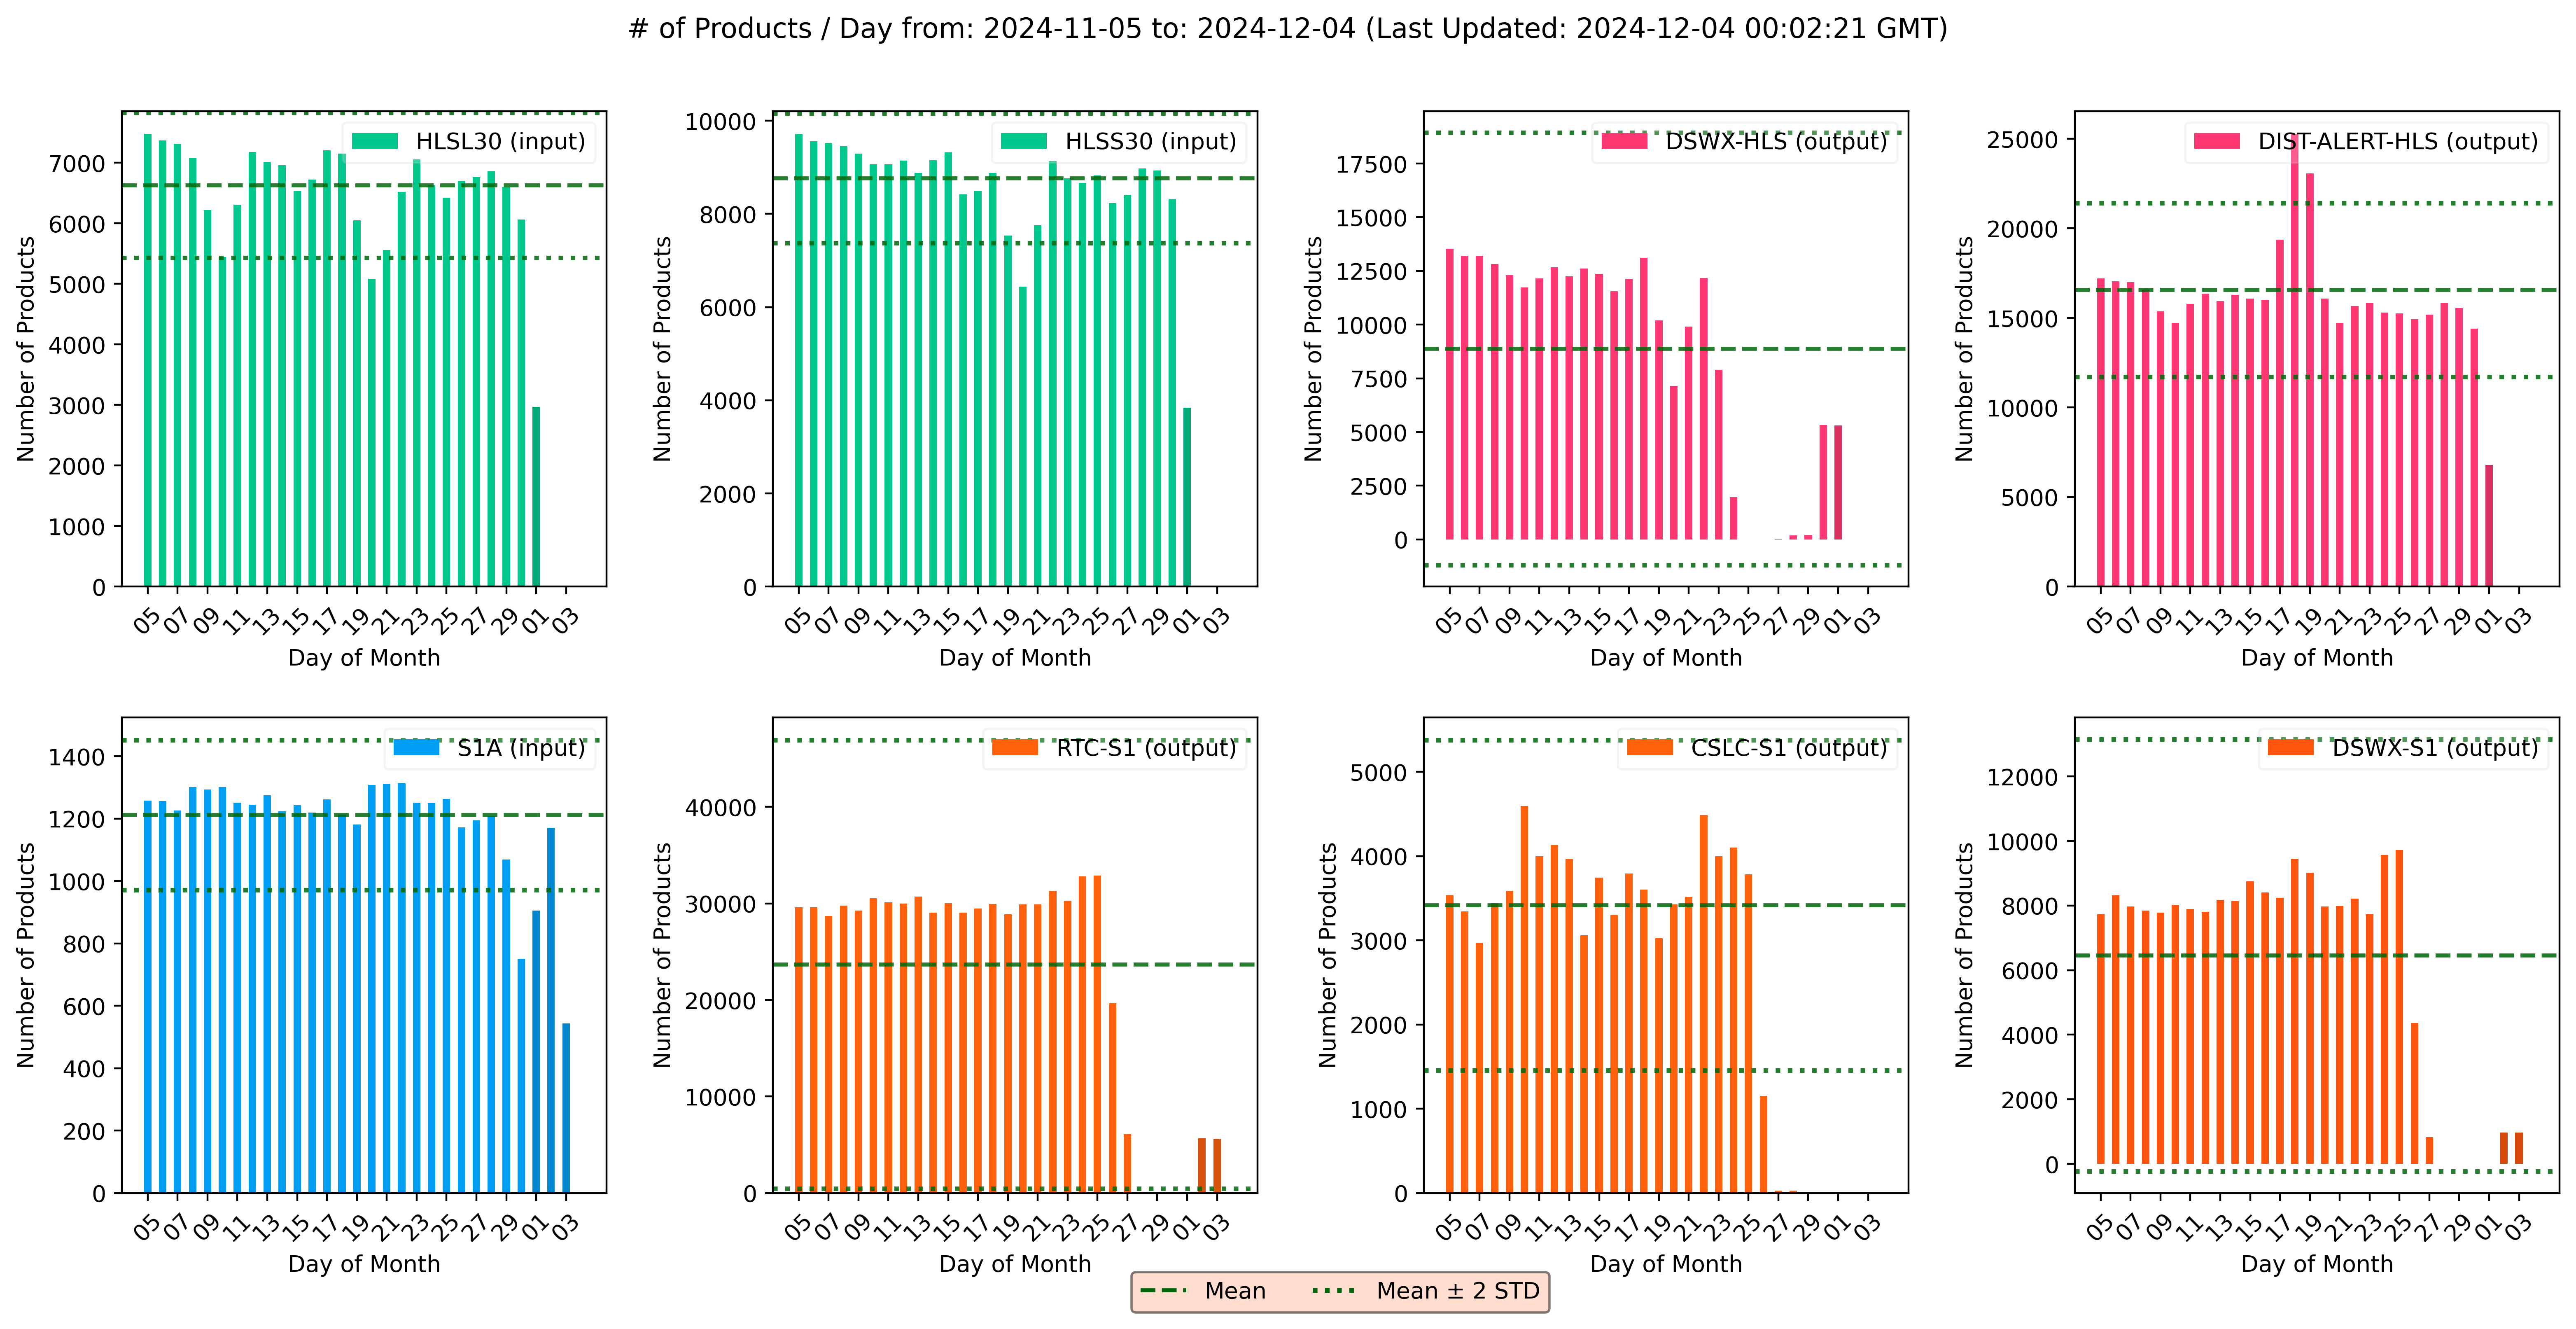 # of Products / Day from: 2024-11-05 to: 2024-12-04 (Last Updated: 2024-12-04 00:02:21 GMT)
HLSL30 (input)
7000
6000
5000
4000
3000
2000
1000
0
Number of Products
05 07 09 11 13 15 17 19 21 23 25 27 29 01 03
Day of Month
HLSS30 (input)
10000
8000
6000
4000
2000
0
Number of Products
05 07 09 11 13 15 17 19 21 23 25 27 29 01 03
Day of Month
DSWX-HLS (output)
17500
15000
12500
10000
7500
5000
2500
0
Number of Products
05 07 09 11 13 15 17 19 21 23 25 27 29 01 03
Day of Month
DIST-ALERT-HLS (output)
25000
20000
15000
10000
5000
0
Number of Products
05 07 09 11 13 15 17 19 21 23 25 27 29 01 03
Day of Month
S1A (input)
1400
1200
1000
800
600
400
200
0
Number of Products
05 07 09 11 13 15 17 19 21 23 25 27 29 01 03
Day of Month
RTC-S1 (output)
40000
30000
20000
10000
0
Number of Products
05 07 09 11 13 15 17 19 21 23 25 27 29 01 03
Day of Month
CSLC-S1 (output)
5000
4000
3000
2000
1000
0
Number of Products
05 07 09 11 13 15 17 19 21 23 25 27 29 01 03
Day of Month
DSWX-S1 (output)
12000
10000
8000
6000
4000
2000
0
Number of Products
05 07 09 11 13 15 17 19 21 23 25 27 29 01 03
Day of Month
Mean Mean ± 2 STD